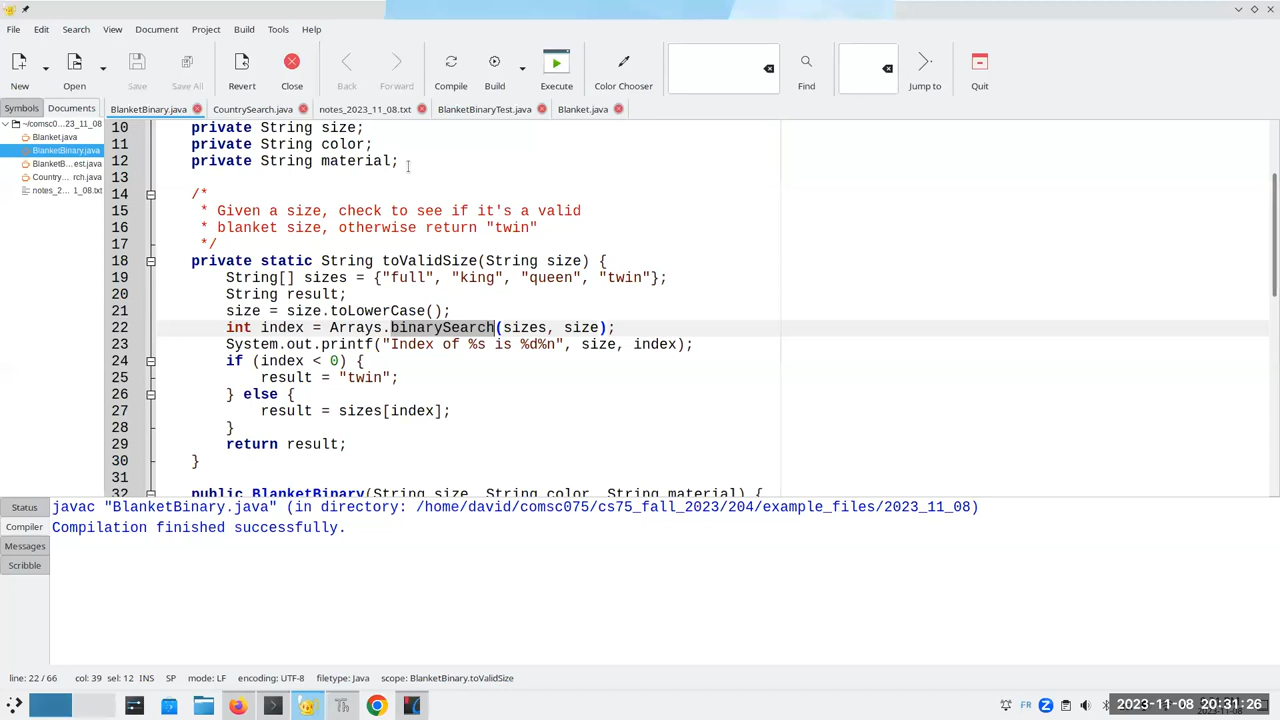 File Edit Search View Document Project Build Tools Help
New Open Save Save All Revert Close Back Forward Compile Build Execute Color Chooser Find Jump to Quit
Symbols Documents BlanketBinary.java CountrySearch.java notes_2023_11_08.txt BlanketBinaryTest.java Blanket.java
~/comsc0...23_11_08
Blanket.java
BlanketBinary.java
BlanketB...est.java
Country...rch.java
notes_2... 1_08.txt
10 private String size;
11 private String color;
12 private String material;
13
14 /*
15 * Given a size, check to see if it's a valid
16 * blanket size, otherwise return "twin"
17 */
18 private static String toValidSize(String size) {
19 String[] sizes = {"full", "king", "queen", "twin"};
20 String result;
21 size = size.toLowerCase();
22 int index = Arrays.binarySearch(sizes, size);
23 System.out.printf("Index of %s is %d%n", size, index);
24 if (index < 0) {
25 result = "twin";
26 } else {
27 result = sizes[index];
28 }
29 return result;
30 }
31
32 public BlanketBinary(String size, String color, String material) {
Status
Compiler
Messages
Scribble
javac "BlanketBinary.java" (in directory: /home/david/comsc075/cs75_fall_2023/204/example_files/2023_11_08)
Compilation finished successfully.
line: 22 / 66 col: 39 sel: 12 INS SP mode: LF encoding: UTF-8 filetype: Java scope: BlanketBinary.toValidSize
FR 2023-11-08 20:31:26